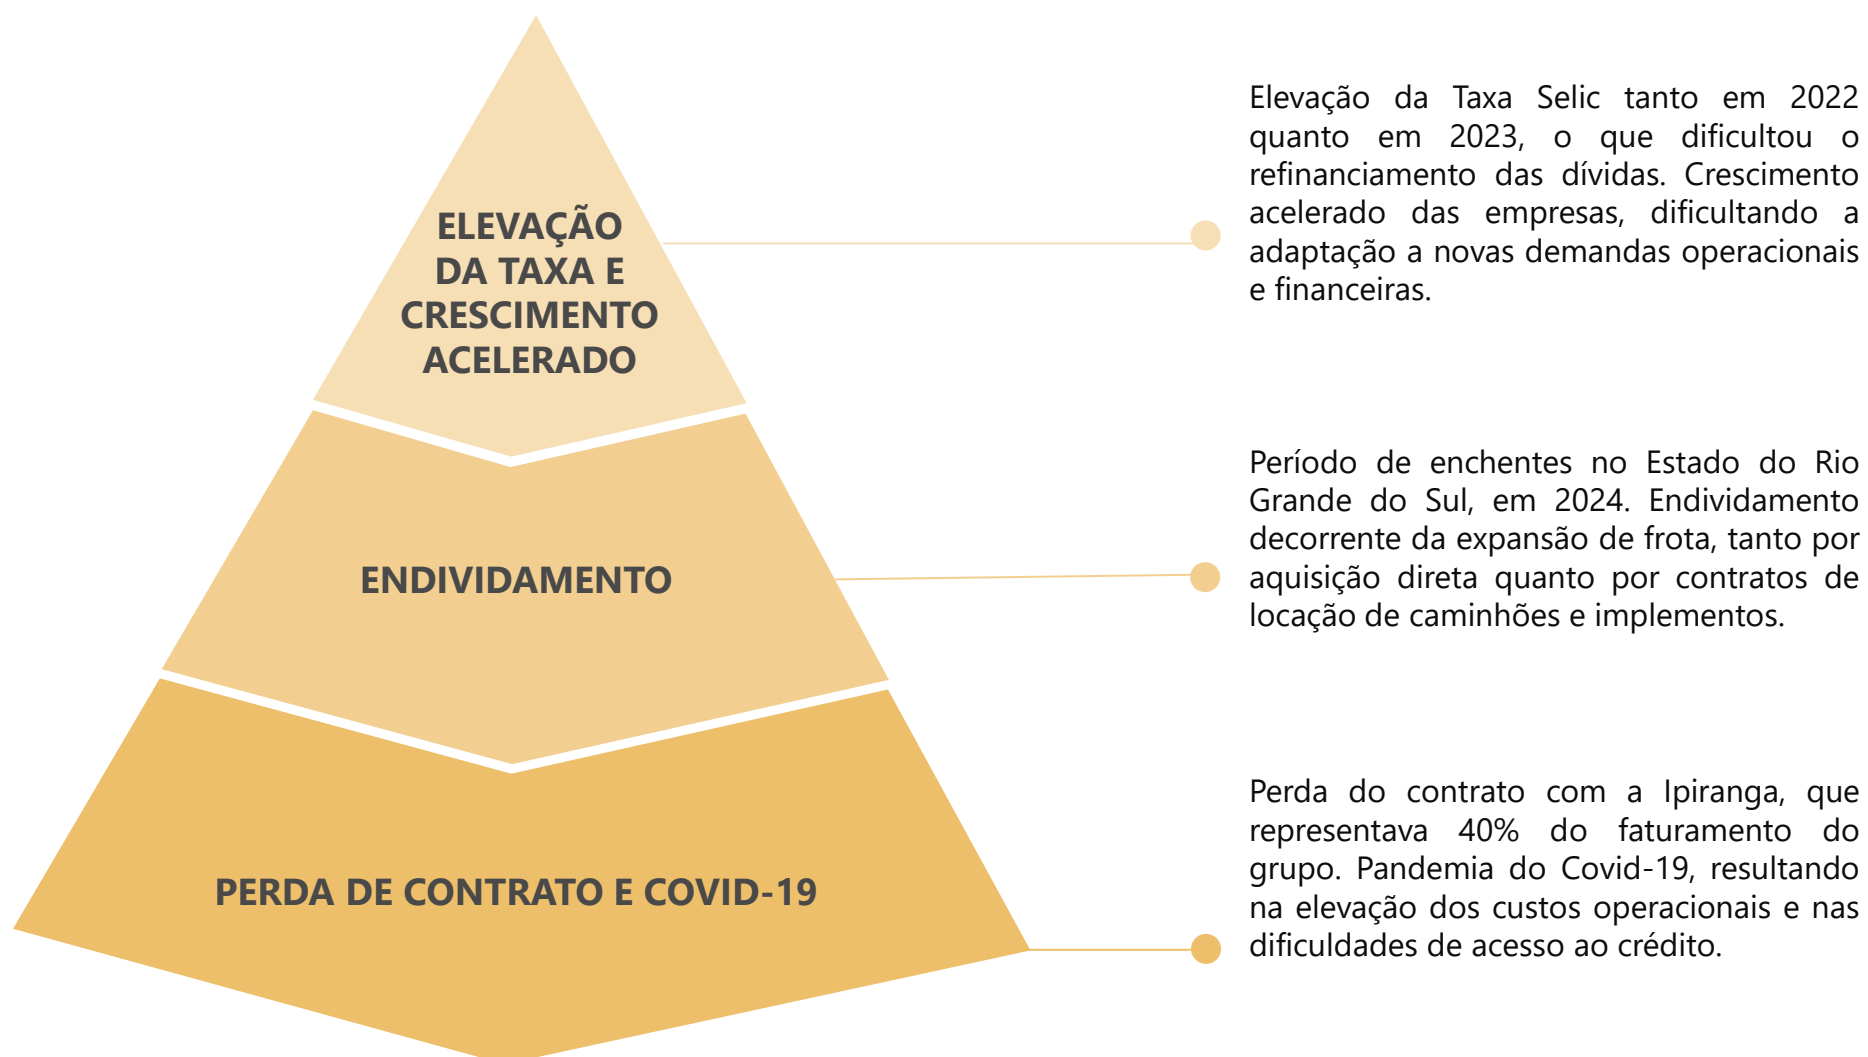 ELEVAÇÃO
DA TAXA E
CRESCIMENTO
ACELERADO
Elevação da Taxa Selic tanto em 2022
quanto em 2023, o que dificultou o
refinanciamento das dívidas. Crescimento
acelerado das empresas, dificultando a
adaptação a novas demandas operacionais
e financeiras.
ENDIVIDAMENTO
Período de enchentes no Estado do Rio
Grande do Sul, em 2024. Endividamento
decorrente da expansão de frota, tanto por
aquisição direta quanto por contratos de
locação de caminhões e implementos.
PERDA DE CONTRATO E COVID-19
Perda do contrato com a Ipiranga, que
representava 40% do faturamento do
grupo. Pandemia do Covid-19, resultando
na elevação dos custos operacionais e nas
dificuldades de acesso ao crédito.